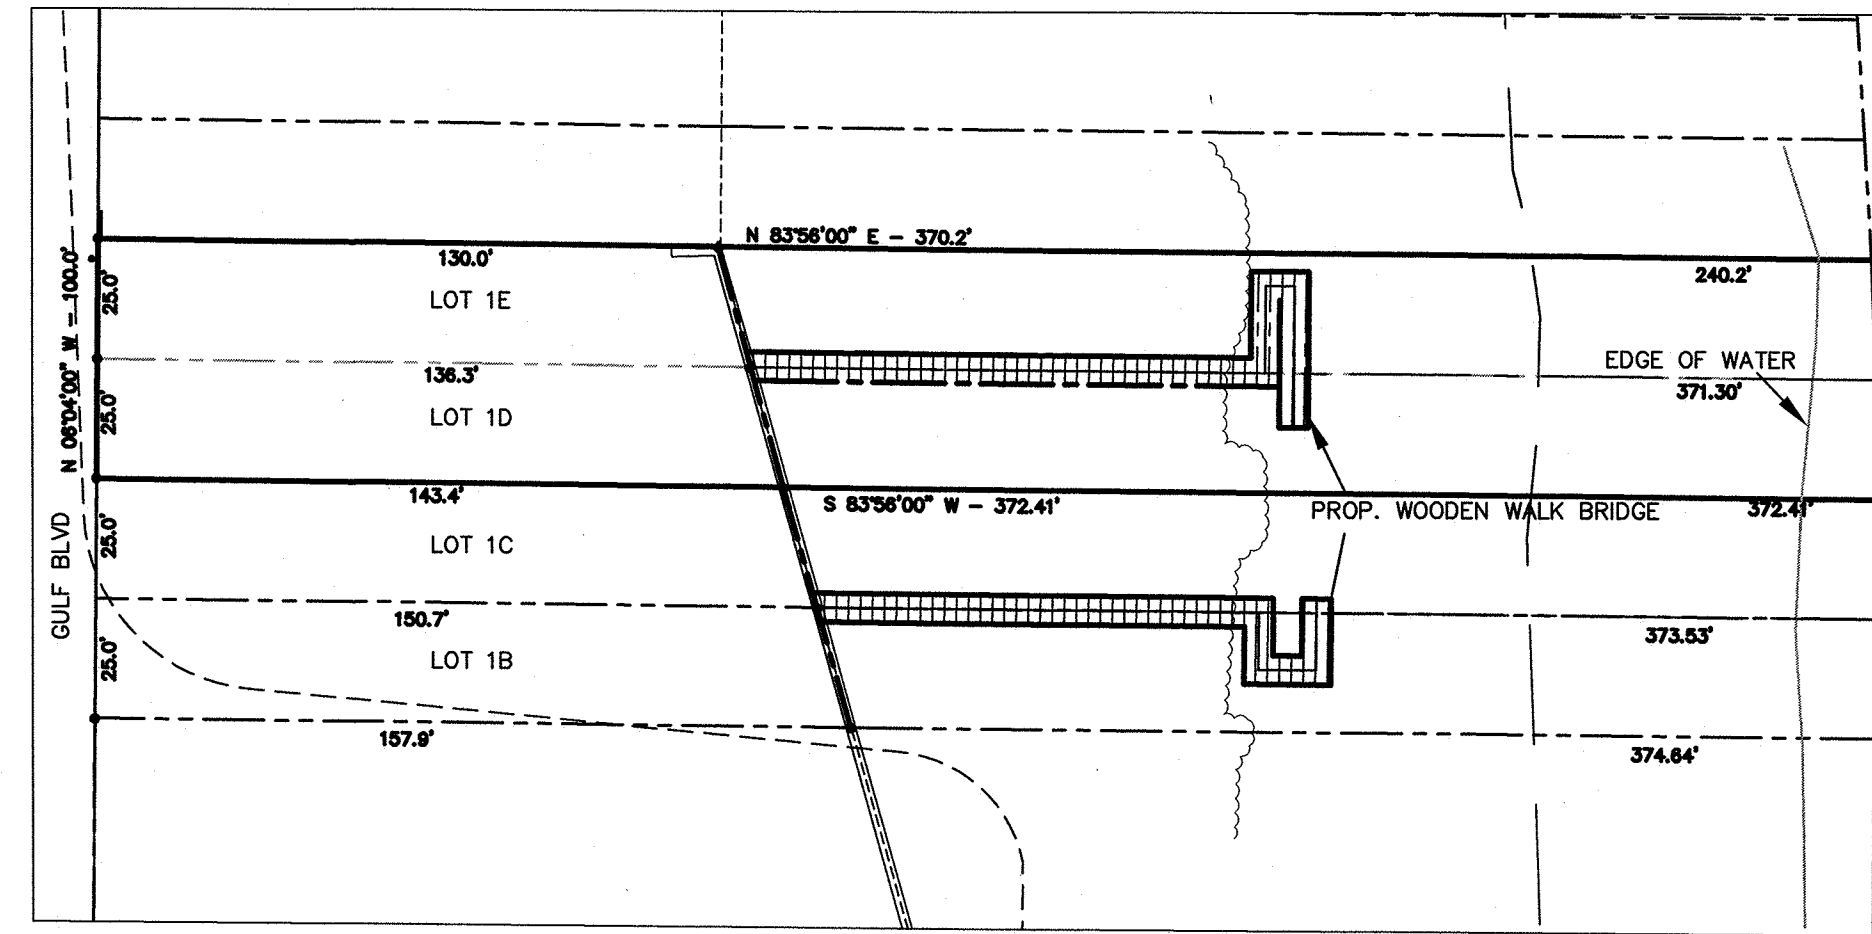 N 83°56'00" E - 370.2'
130.0'
240.2'
25.0'
LOT 1E
N 06°04'00" W - 100.0'
EDGE OF WATER
136.3'
371.30'
25.0'
LOT 1D
143.4'
S 83°56'00" W - 372.41'
PROP. WOODEN WALK BRIDGE
372.41'
GULF BLVD
25.0'
LOT 1C
150.7'
373.53'
25.0'
LOT 1B
157.9'
374.64'